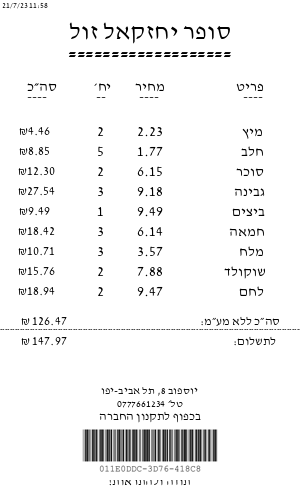 21/7/23 11:58
סופר יחזקאל זול
====================
פריט מחיר יח׳ סה״כ
---- ---- -- ----
מיץ 2.23 2 ₪4.46
חלב 1.77 5 ₪8.85
סוכר 6.15 2 ₪12.30
גבינה 9.18 3 ₪27.54
ביצים 9.49 1 ₪9.49
חמאה 6.14 3 ₪18.42
מלח 3.57 3 ₪10.71
שוקולד 7.88 2 ₪15.76
לחם 9.47 2 ₪18.94
סה״כ ללא מע״מ: ₪ 126.47
לתשלום: ₪ 147.97
יוספוב 8, תל אביב-יפו
טל׳ 0777661234
בכפוף לתקנון החברה
011E0DDC-3D76-418C8